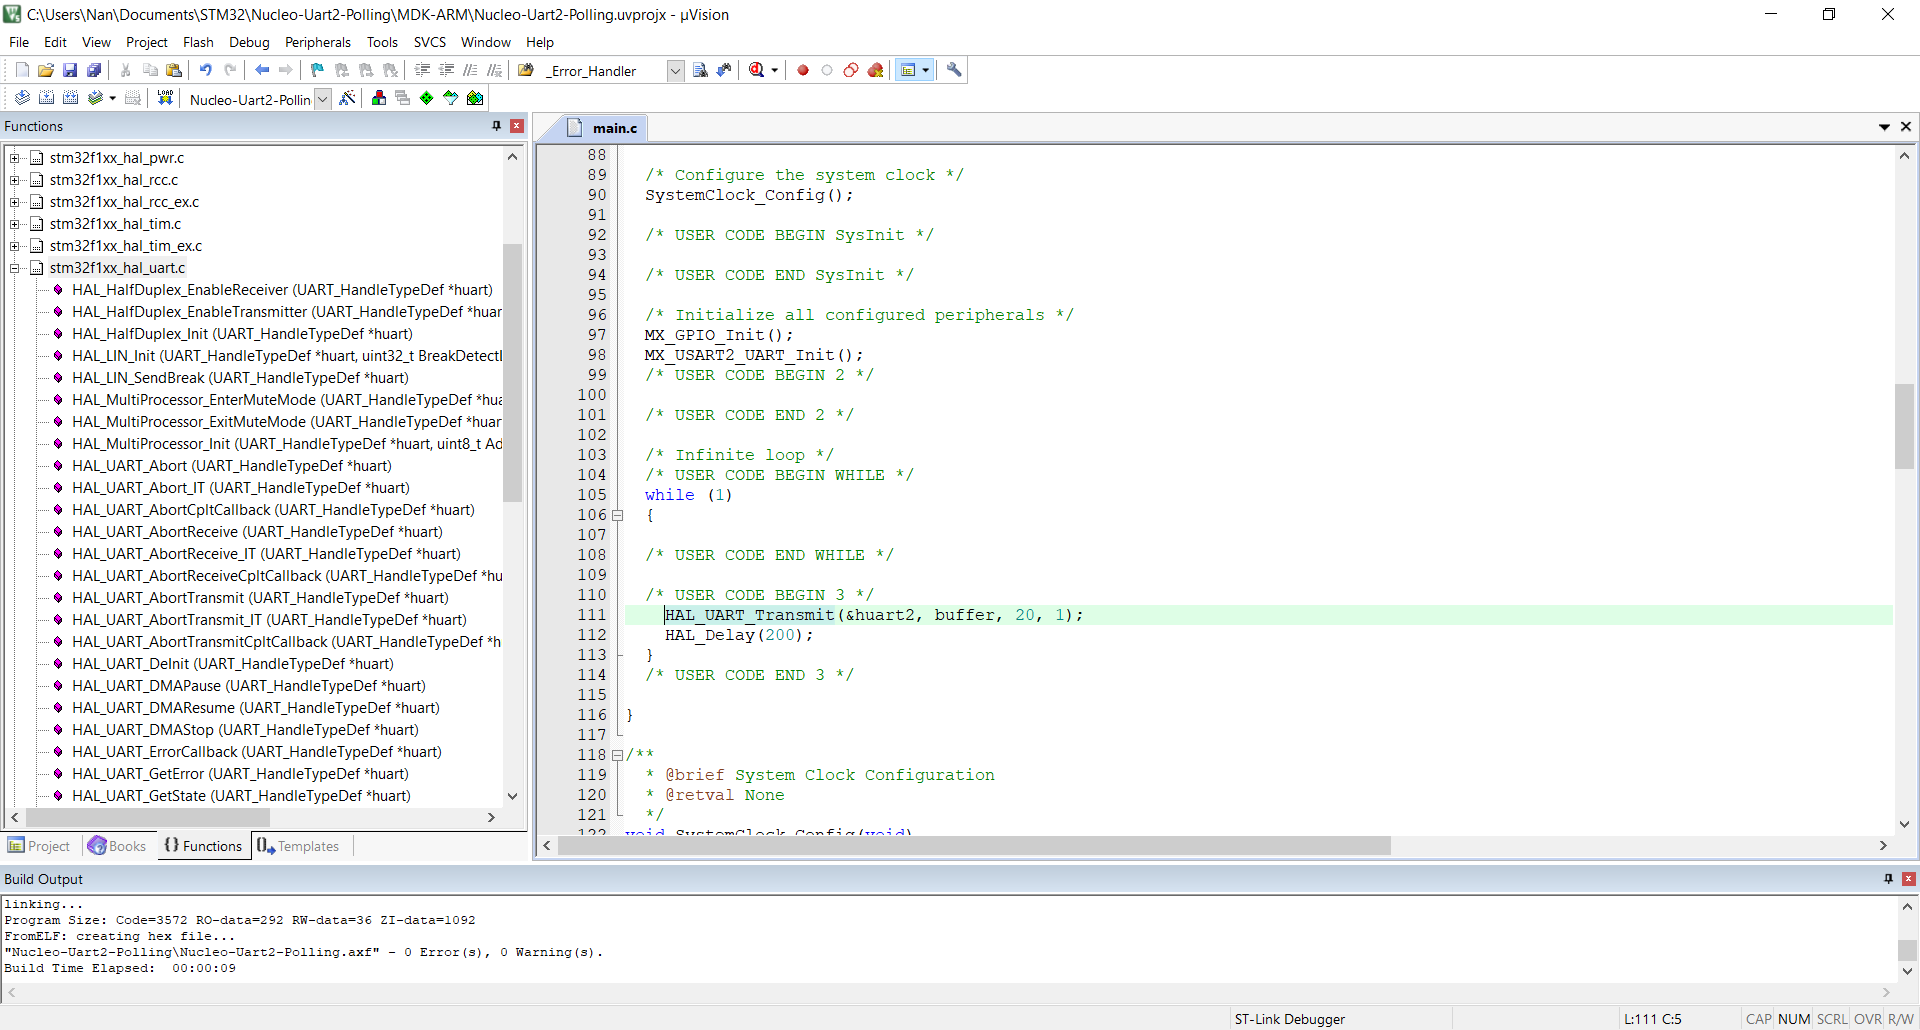 C:\Users\Nan\Documents\STM32\Nucleo-Uart2-Polling\MDK-ARM\Nucleo-Uart2-Polling.uvprojx - µVision
File Edit View Project Flash Debug Peripherals Tools SVCS Window Help
_Error_Handler
LOAD Nucleo-Uart2-Pollin
Functions
stm32f1xx_hal_pwr.c
stm32f1xx_hal_rcc.c
stm32f1xx_hal_rcc_ex.c
stm32f1xx_hal_tim.c
stm32f1xx_hal_tim_ex.c
stm32f1xx_hal_uart.c
HAL_HalfDuplex_EnableReceiver (UART_HandleTypeDef *huart)
HAL_HalfDuplex_EnableTransmitter (UART_HandleTypeDef *huar
HAL_HalfDuplex_Init (UART_HandleTypeDef *huart)
HAL_LIN_Init (UART_HandleTypeDef *huart, uint32_t BreakDetectl
HAL_LIN_SendBreak (UART_HandleTypeDef *huart)
HAL_MultiProcessor_EnterMuteMode (UART_HandleTypeDef *hua
HAL_MultiProcessor_ExitMuteMode (UART_HandleTypeDef *huar
HAL_MultiProcessor_Init (UART_HandleTypeDef *huart, uint8_t Ad
HAL_UART_Abort (UART_HandleTypeDef *huart)
HAL_UART_Abort_IT (UART_HandleTypeDef *huart)
HAL_UART_AbortCpltCallback (UART_HandleTypeDef *huart)
HAL_UART_AbortReceive (UART_HandleTypeDef *huart)
HAL_UART_AbortReceive_IT (UART_HandleTypeDef *huart)
HAL_UART_AbortReceiveCpltCallback (UART_HandleTypeDef *hu
HAL_UART_AbortTransmit (UART_HandleTypeDef *huart)
HAL_UART_AbortTransmit_IT (UART_HandleTypeDef *huart)
HAL_UART_AbortTransmitCpltCallback (UART_HandleTypeDef *h
HAL_UART_DeInit (UART_HandleTypeDef *huart)
HAL_UART_DMAPause (UART_HandleTypeDef *huart)
HAL_UART_DMAResume (UART_HandleTypeDef *huart)
HAL_UART_DMAStop (UART_HandleTypeDef *huart)
HAL_UART_ErrorCallback (UART_HandleTypeDef *huart)
HAL_UART_GetError (UART_HandleTypeDef *huart)
HAL_UART_GetState (UART_HandleTypeDef *huart)
Project Books {} Functions Templates
main.c
88
89 /* Configure the system clock */
90 SystemClock_Config();
91
92 /* USER CODE BEGIN SysInit */
93
94 /* USER CODE END SysInit */
95
96 /* Initialize all configured peripherals */
97 MX_GPIO_Init();
98 MX_USART2_UART_Init();
99 /* USER CODE BEGIN 2 */
100
101 /* USER CODE END 2 */
102
103 /* Infinite loop */
104 /* USER CODE BEGIN WHILE */
105 while (1)
106 {
107
108 /* USER CODE END WHILE */
109
110 /* USER CODE BEGIN 3 */
111 HAL_UART_Transmit(&huart2, buffer, 20, 1);
112 HAL_Delay(200);
113 }
114 /* USER CODE END 3 */
115
116 }
117
118 /**
119 * @brief System Clock Configuration
120 * @retval None
121 */
122 void SystemClock_Config(void)
Build Output
linking...
Program Size: Code=3572 RO-data=292 RW-data=36 ZI-data=1092
FromELF: creating hex file...
"Nucleo-Uart2-Polling\Nucleo-Uart2-Polling.axf" - 0 Error(s), 0 Warning(s).
Build Time Elapsed: 00:00:09
ST-Link Debugger L:111 C:5 CAP NUM SCRL OVR R/W